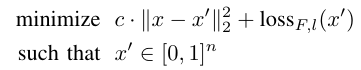 minimize c · ‖x − x′‖₂² + loss_{F,l}(x′)
such that x′ ∈ [0, 1]ⁿ